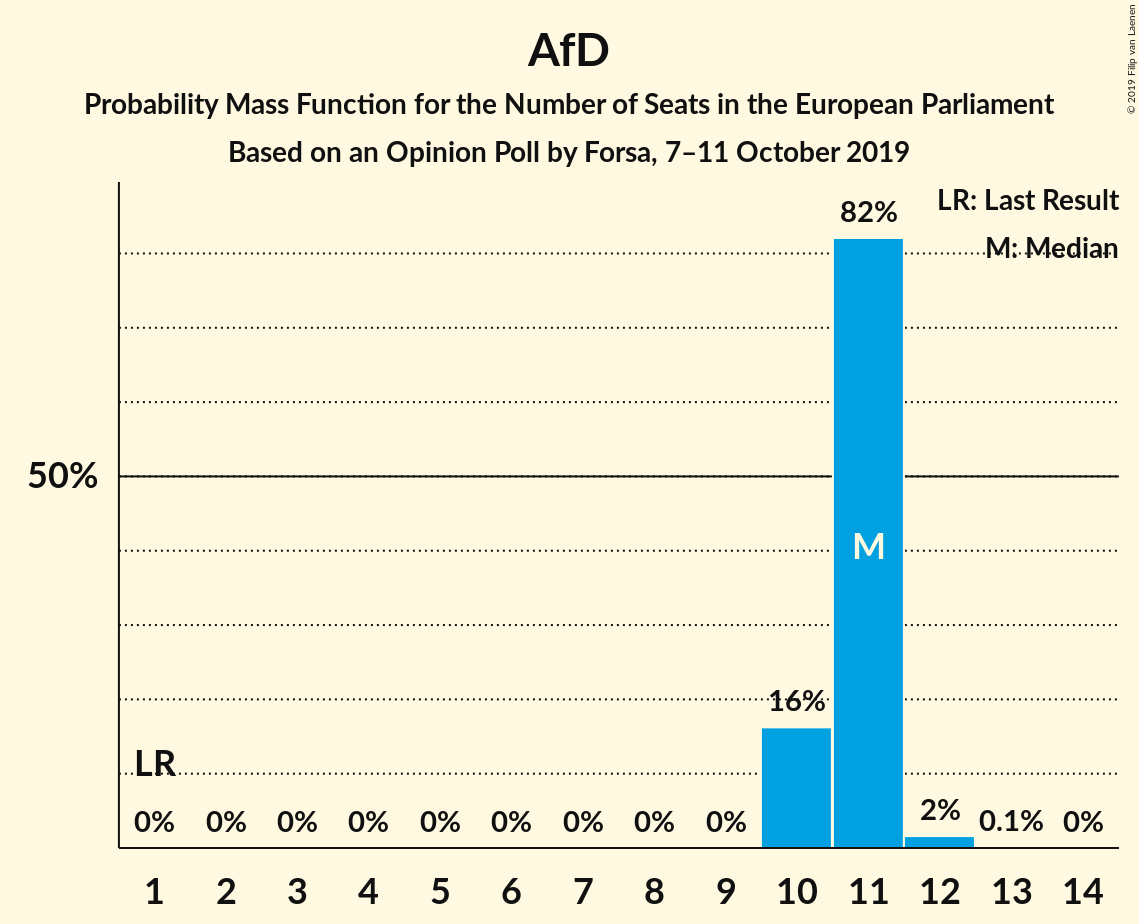 AfD
Probability Mass Function for the Number of Seats in the European Parliament
Based on an Opinion Poll by Forsa, 7–11 October 2019
© 2019 Filip van Laenen
LR: Last Result
M: Median
82%
50%
M
16%
LR
0% 0% 0% 0% 0% 0% 0% 0% 0% 2% 0.1% 0%
1 2 3 4 5 6 7 8 9 10 11 12 13 14